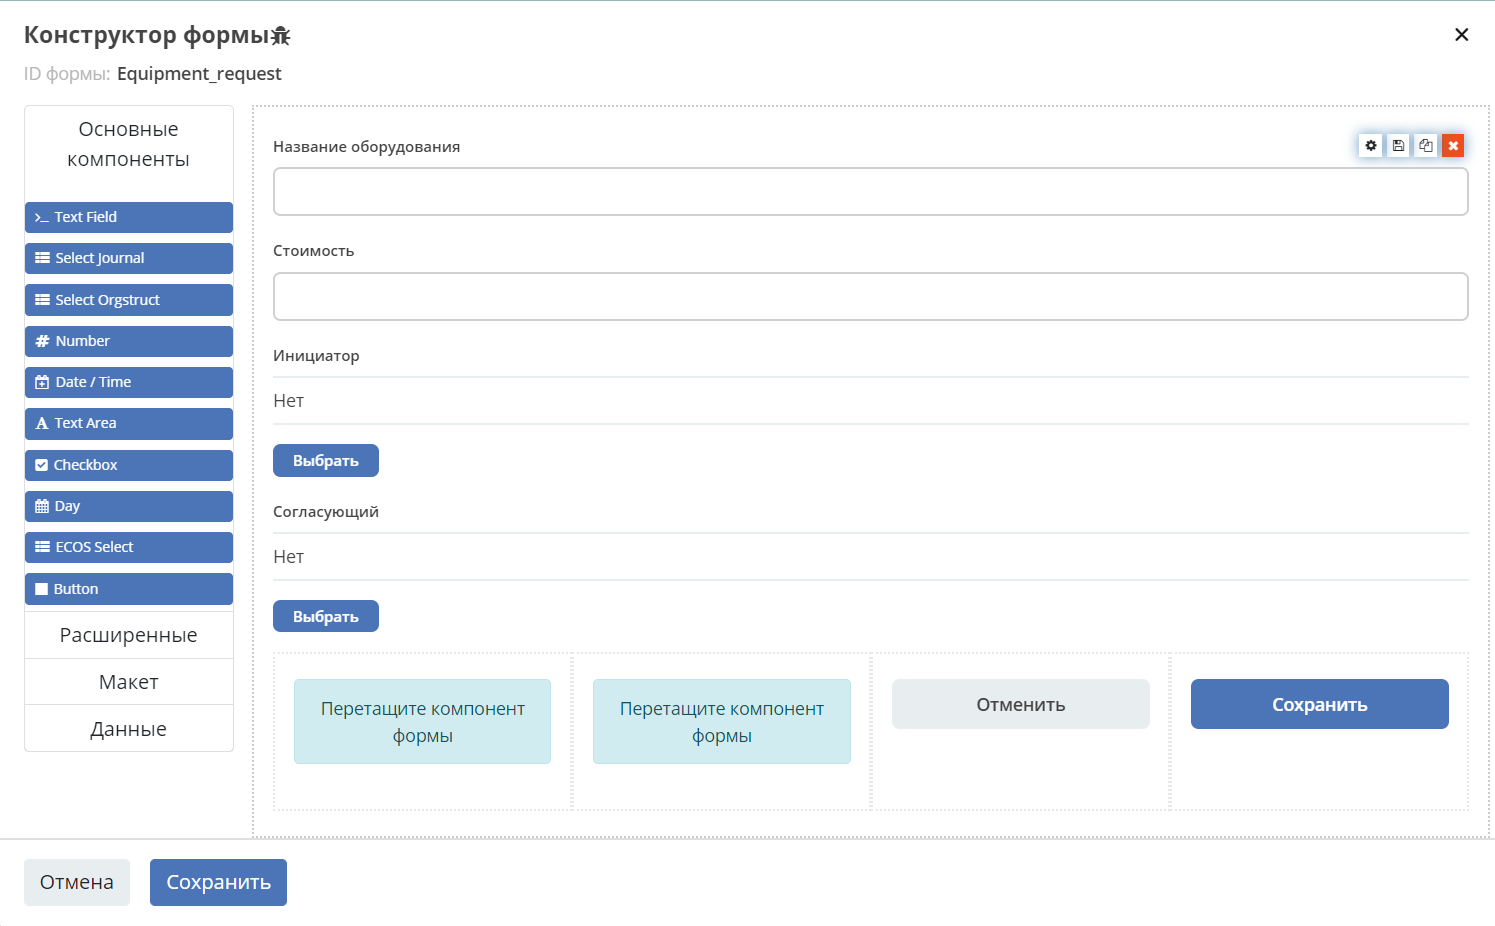 Конструктор формы
ID формы: Equipment_request
Основные
компоненты
Text Field
Select Journal
Select Orgstruct
Number
Date / Time
Text Area
Checkbox
Day
ECOS Select
Button
Расширенные
Макет
Данные
Название оборудования
Стоимость
Инициатор
Нет
Выбрать
Согласующий
Нет
Выбрать
Перетащите компонент
формы
Перетащите компонент
формы
Отменить
Сохранить
Отмена
Сохранить